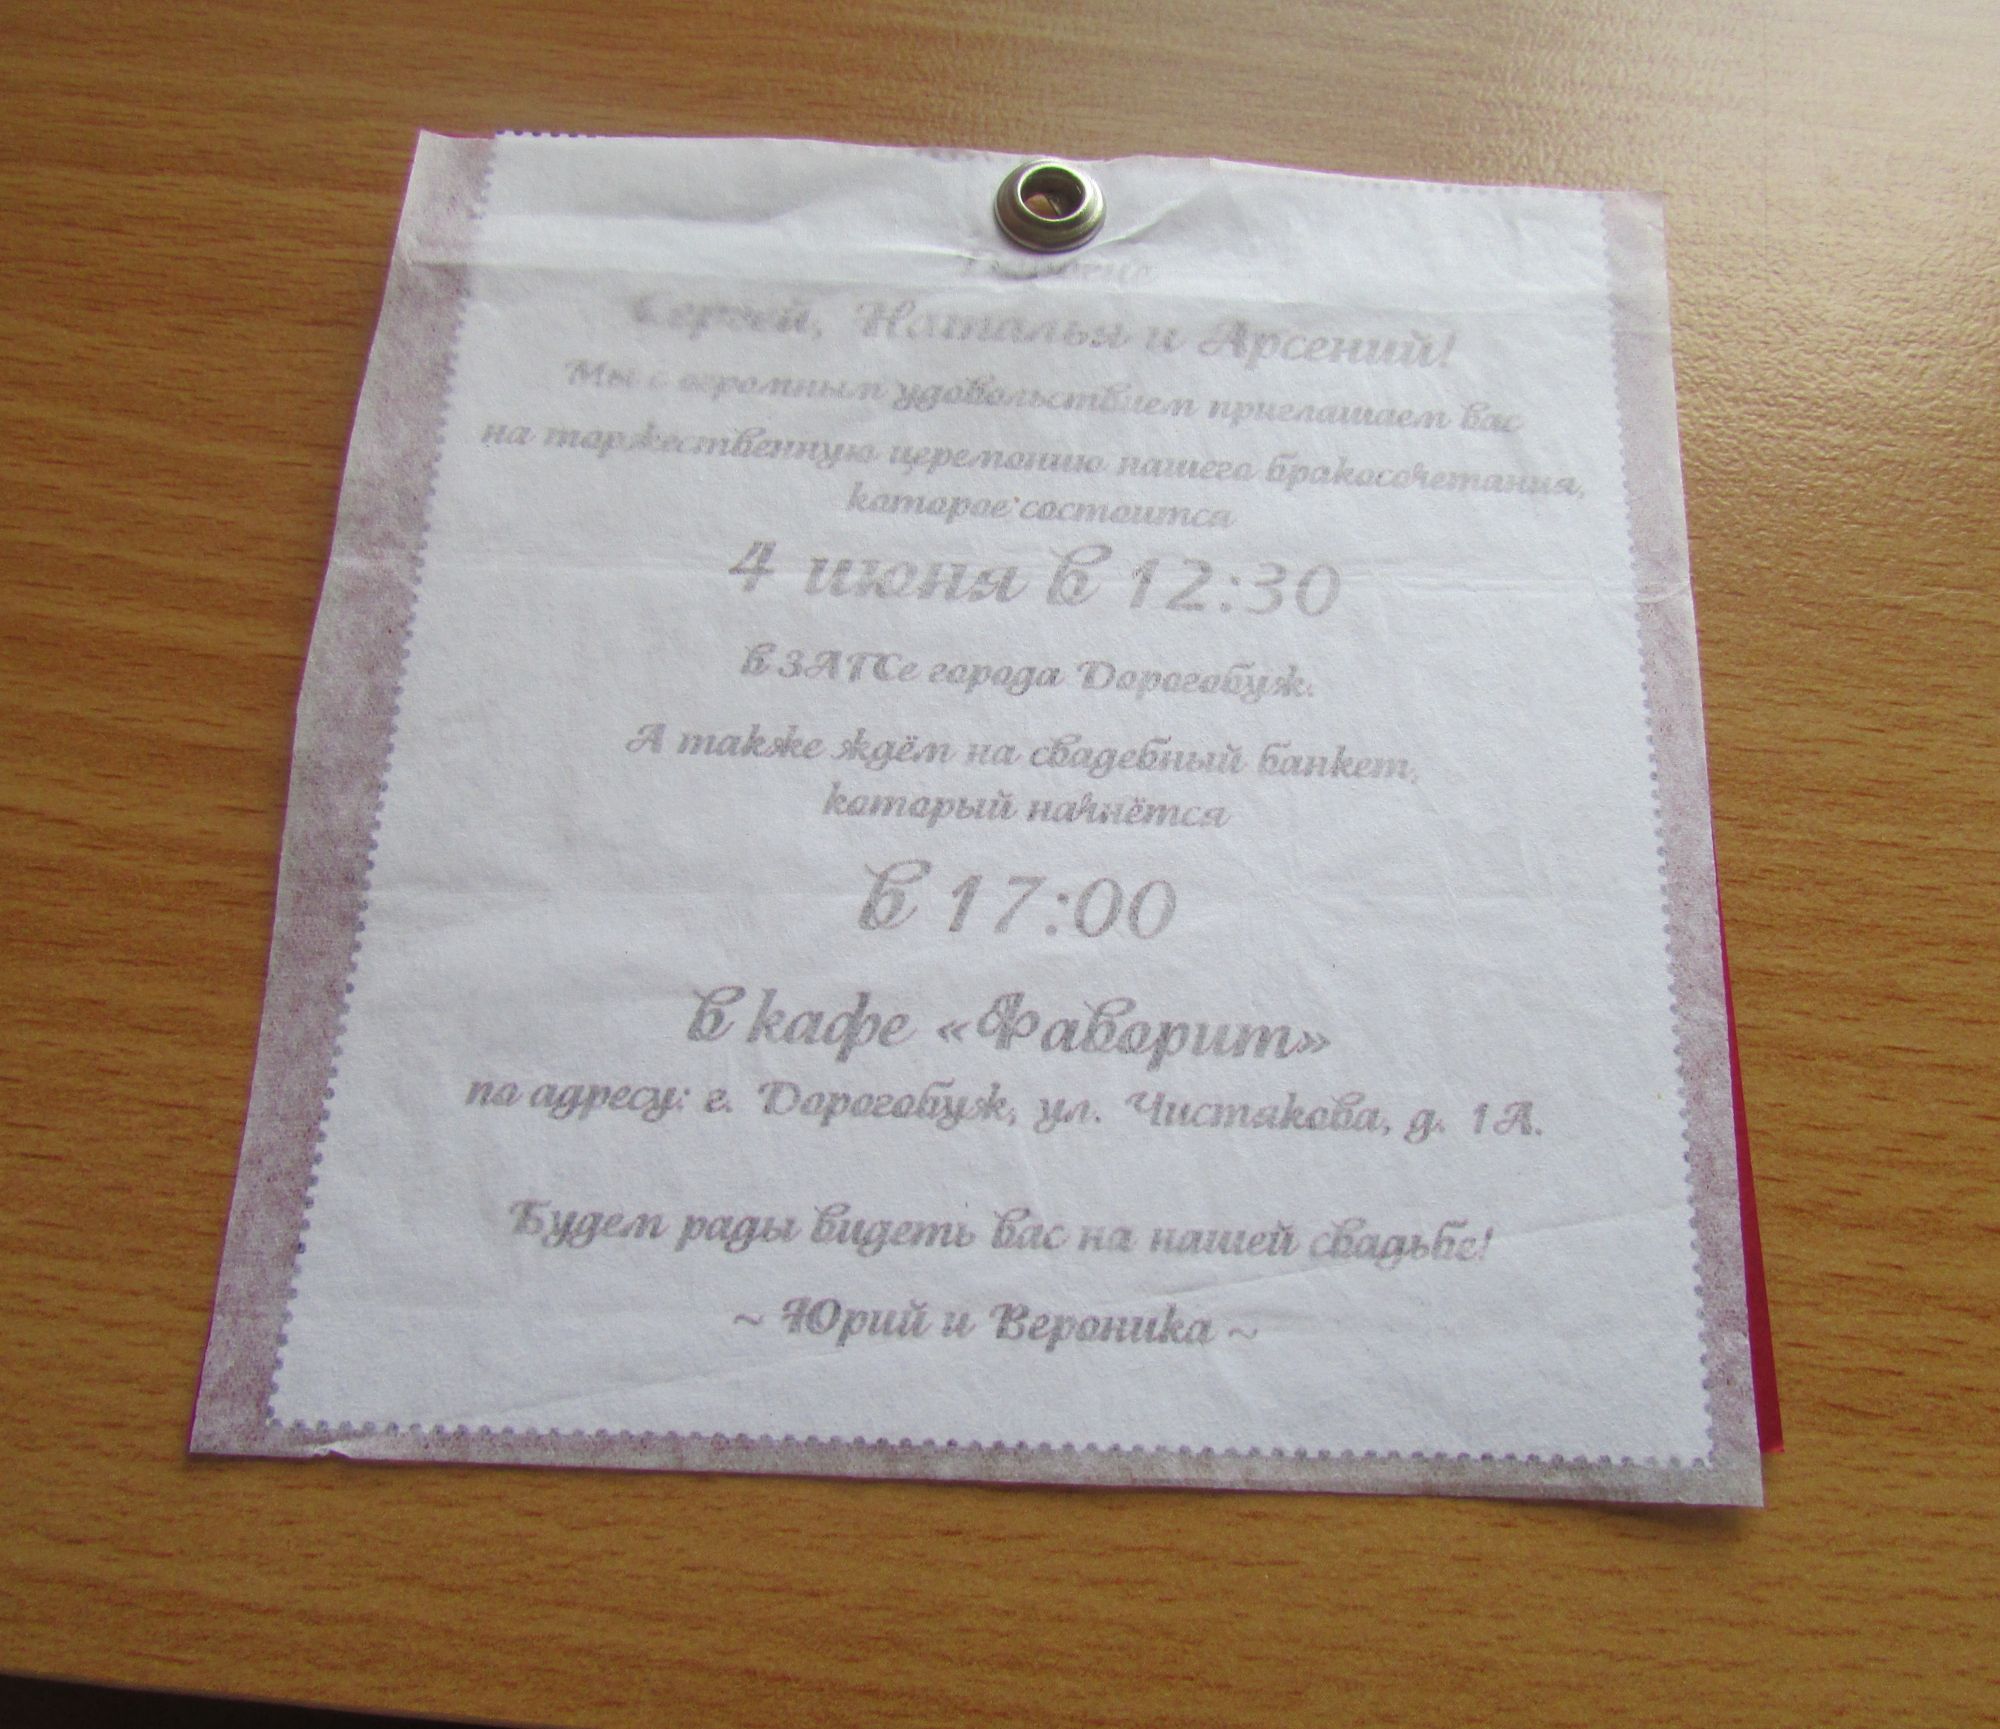 Сергей, Наталья и Арсений!
Мы с огромным удовольствием приглашаем вас
на торжественную церемонию нашего бракосочетания,
которое состоится
4 июня в 12:30
в ЗАГСе города Дорогобуж.
А также ждём на свадебный банкет,
который начнётся
в 17:00
в кафе «Фаворит»
по адресу: г. Дорогобуж, ул. Чистякова, д. 1А.
Будем рады видеть вас на нашей свадьбе!
~ Юрий и Вероника ~